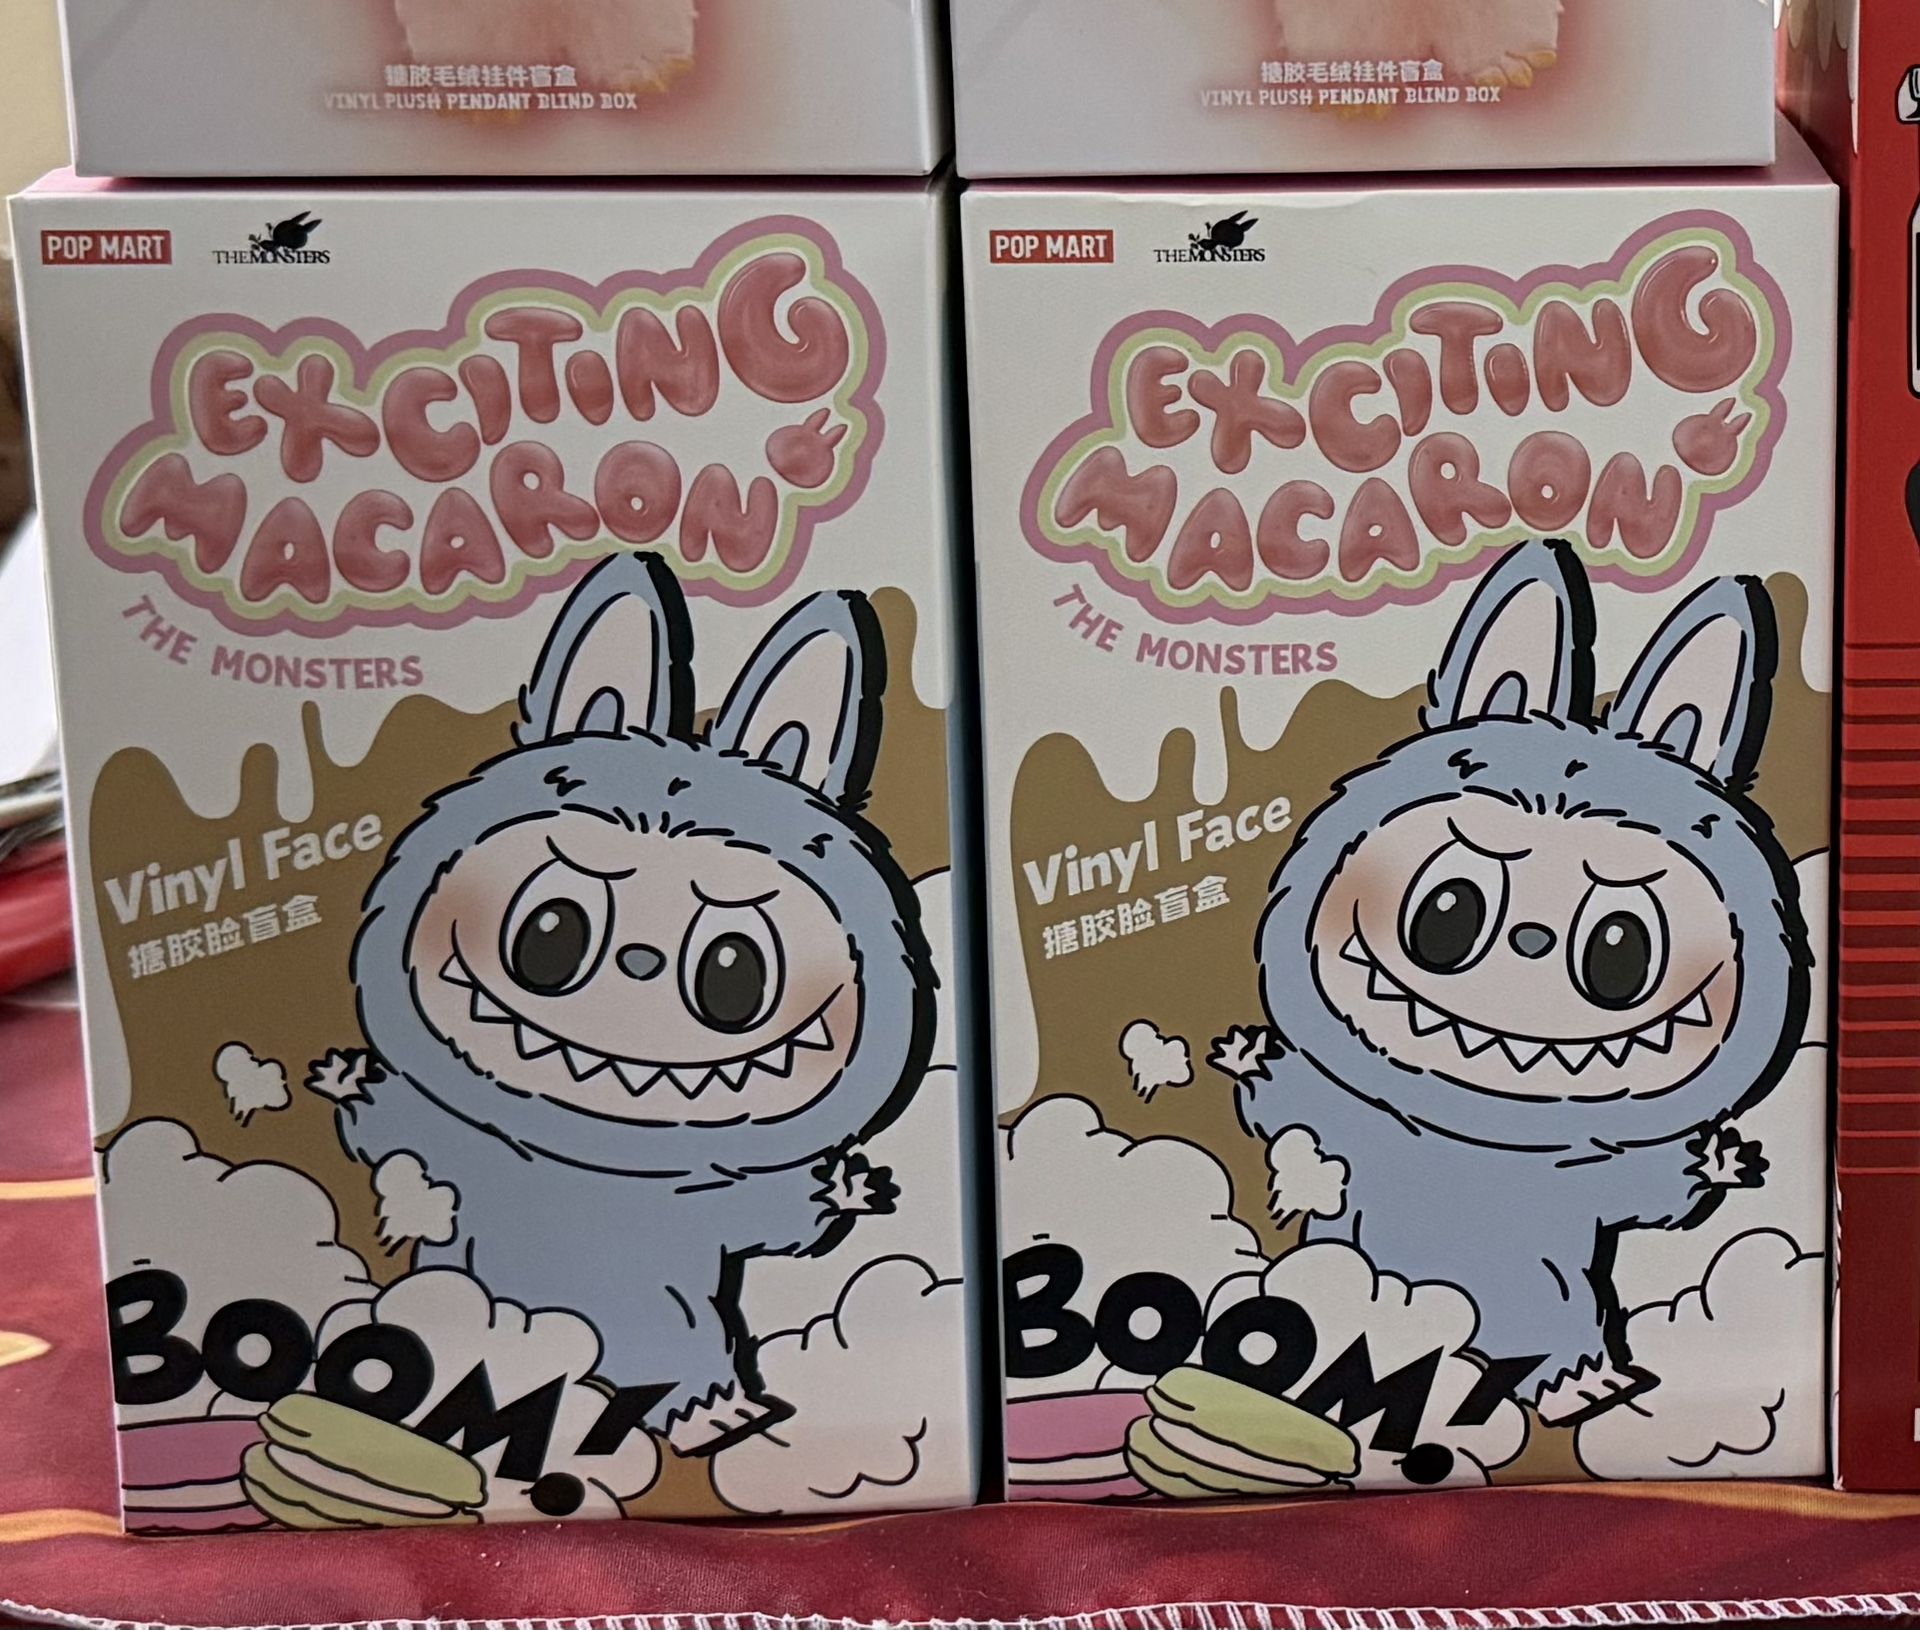 搪胶毛绒挂件盲盒
VINYL PLUSH PENDANT BLIND BOX
搪胶毛绒挂件盲盒
VINYL PLUSH PENDANT BLIND BOX
POP MART
THE MONSTERS
EXCITING
MACARON
THE MONSTERS
Vinyl Face
搪胶脸盲盒
BOOM!
POP MART
THE MONSTERS
EXCITING
MACARON
THE MONSTERS
Vinyl Face
搪胶脸盲盒
BOOM!